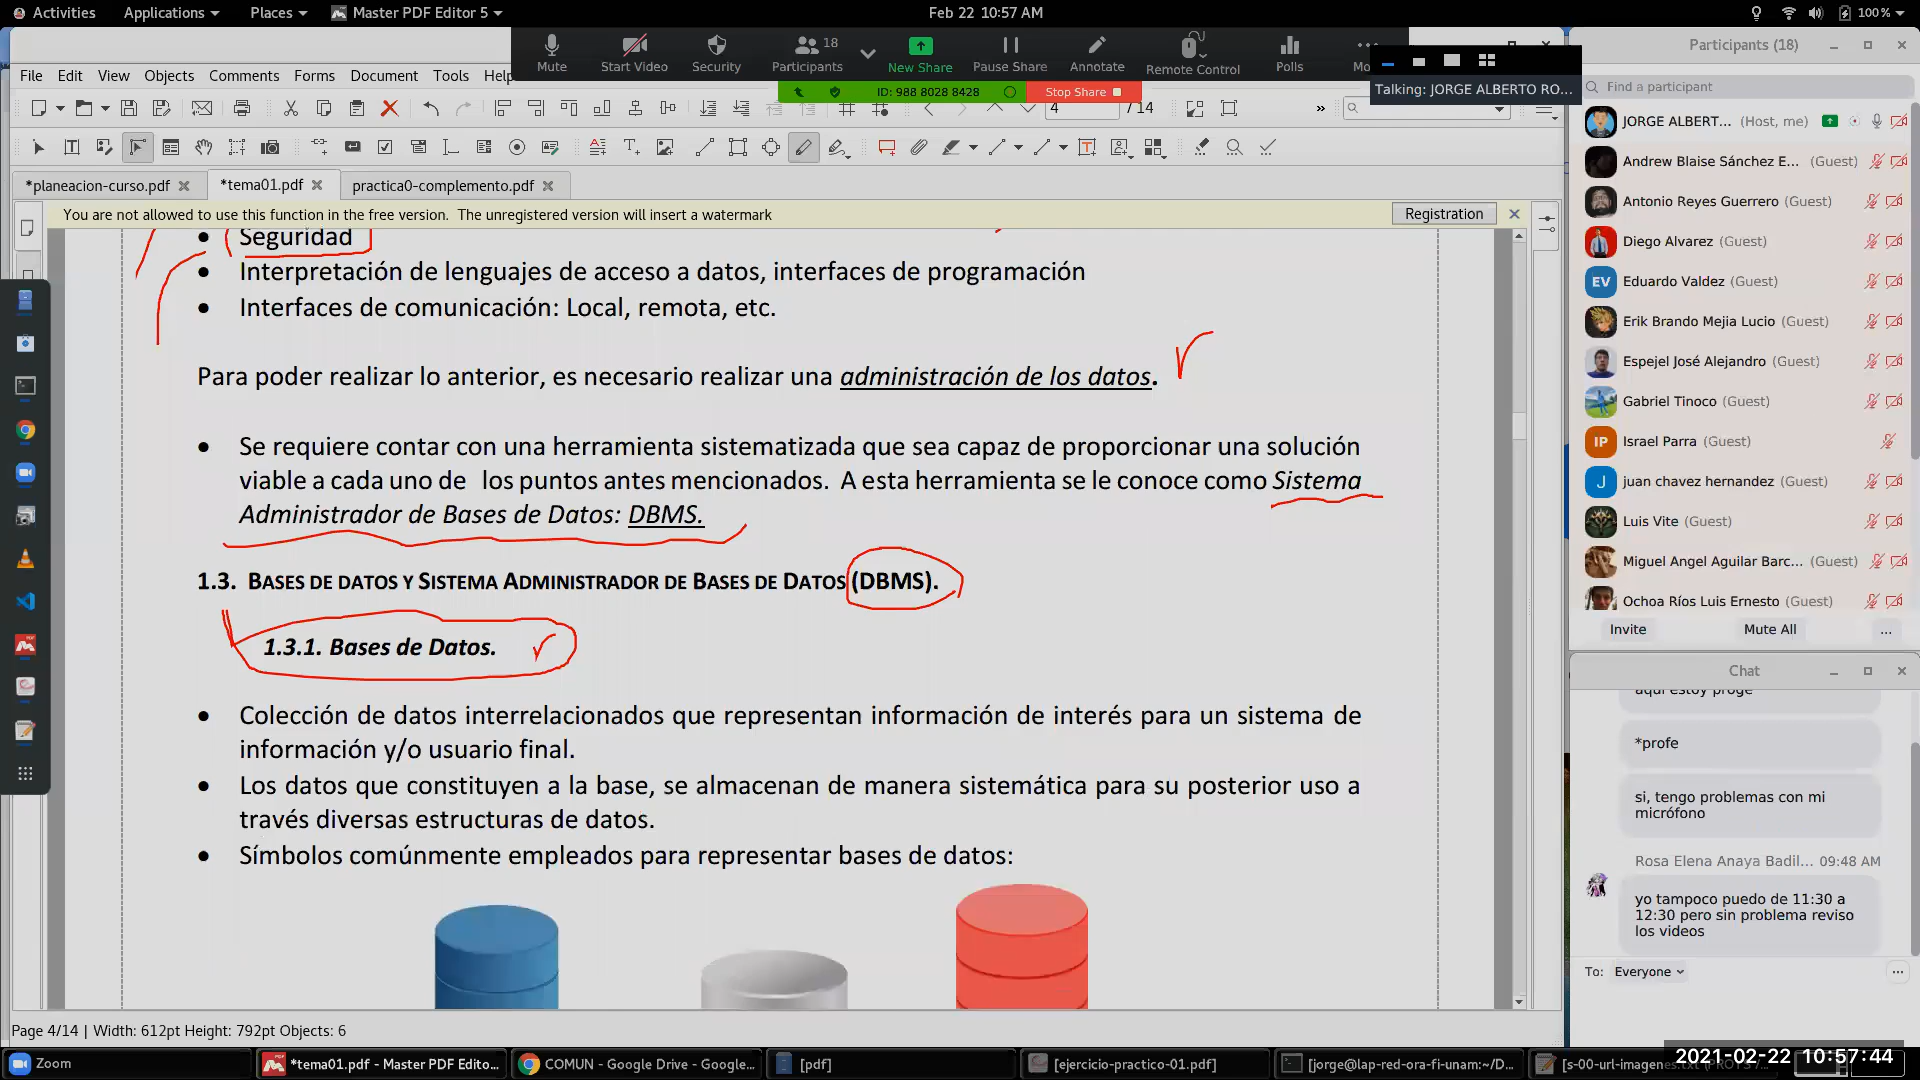 Activities Applications Places Master PDF Editor 5 Feb 22 10:57 AM 100%
Mute Start Video Security Participants 18 New Share Pause Share Annotate Remote Control Polls
ID: 988 8028 8428 Stop Share
Talking: JORGE ALBERTO RO...
File Edit View Objects Comments Forms Document Tools Help
4 / 14
*planeacion-curso.pdf *tema01.pdf practica0-complemento.pdf
You are not allowed to use this function in the free version. The unregistered version will insert a watermark Registration
• Seguridad
• Interpretación de lenguajes de acceso a datos, interfaces de programación
• Interfaces de comunicación: Local, remota, etc.
Para poder realizar lo anterior, es necesario realizar una administración de los datos.
• Se requiere contar con una herramienta sistematizada que sea capaz de proporcionar una solución
viable a cada uno de los puntos antes mencionados. A esta herramienta se le conoce como Sistema
Administrador de Bases de Datos: DBMS.
1.3. BASES DE DATOS Y SISTEMA ADMINISTRADOR DE BASES DE DATOS (DBMS).
1.3.1. Bases de Datos.
• Colección de datos interrelacionados que representan información de interés para un sistema de
información y/o usuario final.
• Los datos que constituyen a la base, se almacenan de manera sistemática para su posterior uso a
través diversas estructuras de datos.
• Símbolos comúnmente empleados para representar bases de datos:
Page 4/14 | Width: 612pt Height: 792pt Objects: 6
Participants (18)
Find a participant
JORGE ALBERT... (Host, me)
Andrew Blaise Sánchez E... (Guest)
Antonio Reyes Guerrero (Guest)
Diego Alvarez (Guest)
EV Eduardo Valdez (Guest)
Erik Brando Mejia Lucio (Guest)
Espejel José Alejandro (Guest)
Gabriel Tinoco (Guest)
IP Israel Parra (Guest)
J juan chavez hernandez (Guest)
Luis Vite (Guest)
Miguel Angel Aguilar Barc... (Guest)
Ochoa Ríos Luis Ernesto (Guest)
Invite Mute All ...
Chat
aqui estoy proge
*profe
si, tengo problemas con mi
micrófono
Rosa Elena Anaya Badil... 09:48 AM
yo tampoco puedo de 11:30 a
12:30 pero sin problema reviso
los videos
To: Everyone
Zoom *tema01.pdf - Master PDF Edito... COMUN - Google Drive - Google... [pdf] [ejercicio-practico-01.pdf] [jorge@lap-red-ora-fi-unam:~/D...
2021-02-22 10:57:44